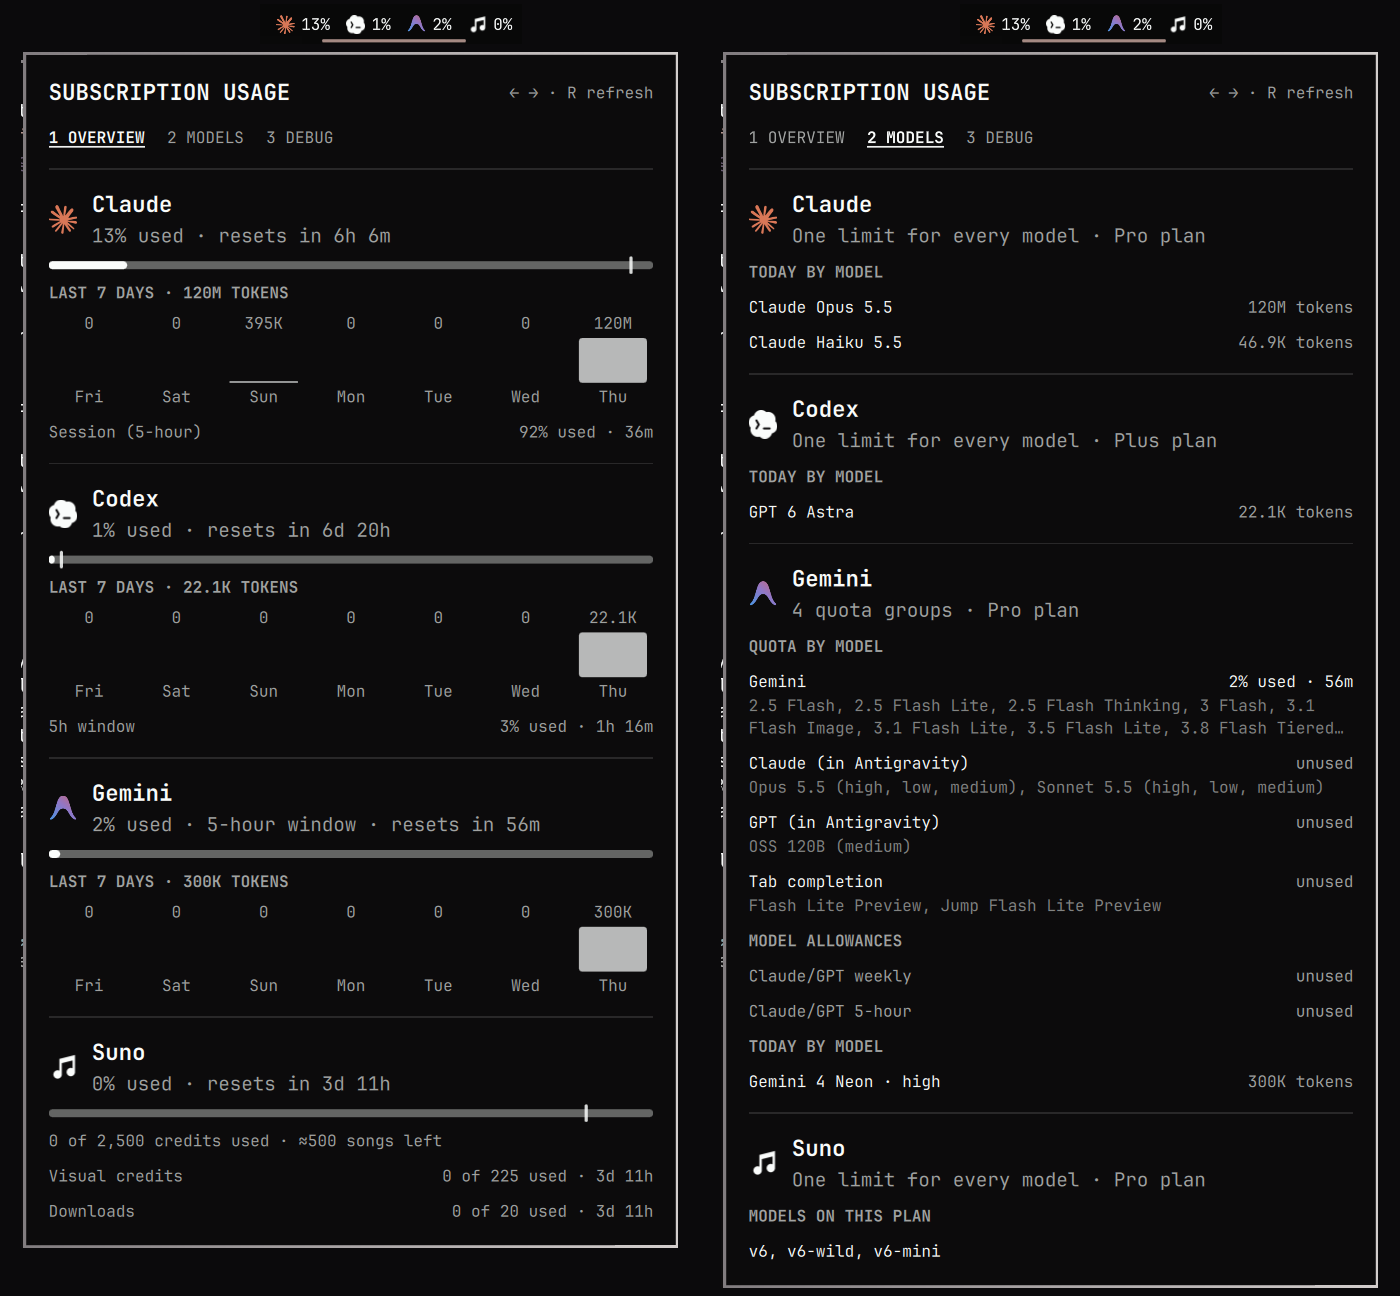 13% 1% 2% 0%
SUBSCRIPTION USAGE ← → · R refresh
1 OVERVIEW 2 MODELS 3 DEBUG
Claude
13% used · resets in 6h 6m
LAST 7 DAYS · 120M TOKENS
0 0 395K 0 0 0 120M
Fri Sat Sun Mon Tue Wed Thu
Session (5-hour) 92% used · 36m
Codex
1% used · resets in 6d 20h
LAST 7 DAYS · 22.1K TOKENS
0 0 0 0 0 0 22.1K
Fri Sat Sun Mon Tue Wed Thu
5h window 3% used · 1h 16m
Gemini
2% used · 5-hour window · resets in 56m
LAST 7 DAYS · 300K TOKENS
0 0 0 0 0 0 300K
Fri Sat Sun Mon Tue Wed Thu
Suno
0% used · resets in 3d 11h
0 of 2,500 credits used · ≈500 songs left
Visual credits 0 of 225 used · 3d 11h
Downloads 0 of 20 used · 3d 11h
13% 1% 2% 0%
SUBSCRIPTION USAGE ← → · R refresh
1 OVERVIEW 2 MODELS 3 DEBUG
Claude
One limit for every model · Pro plan
TODAY BY MODEL
Claude Opus 5.5 120M tokens
Claude Haiku 5.5 46.9K tokens
Codex
One limit for every model · Plus plan
TODAY BY MODEL
GPT 6 Astra 22.1K tokens
Gemini
4 quota groups · Pro plan
QUOTA BY MODEL
Gemini 2% used · 56m
2.5 Flash, 2.5 Flash Lite, 2.5 Flash Thinking, 3 Flash, 3.1
Flash Image, 3.1 Flash Lite, 3.5 Flash Lite, 3.8 Flash Tiered…
Claude (in Antigravity) unused
Opus 5.5 (high, low, medium), Sonnet 5.5 (high, low, medium)
GPT (in Antigravity) unused
OSS 120B (medium)
Tab completion unused
Flash Lite Preview, Jump Flash Lite Preview
MODEL ALLOWANCES
Claude/GPT weekly unused
Claude/GPT 5-hour unused
TODAY BY MODEL
Gemini 4 Neon · high 300K tokens
Suno
One limit for every model · Pro plan
MODELS ON THIS PLAN
v6, v6-wild, v6-mini